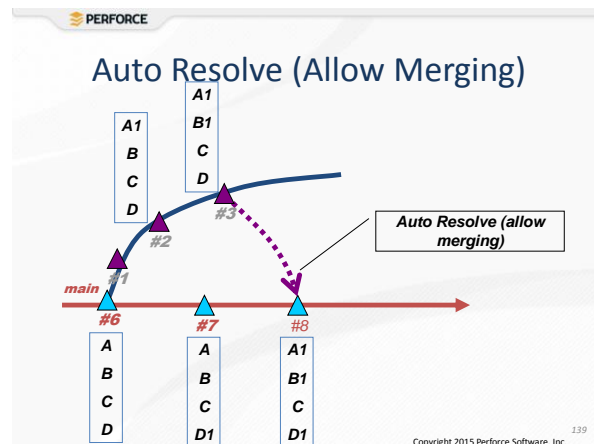 PERFORCE
Auto Resolve (Allow Merging)
A1
B
C
D
A1
B1
C
D
#3
#2
#1
Auto Resolve (allow
merging)
main
#6
#7
#8
A
B
C
D
A
B
C
D1
A1
B1
C
D1
139
Copyright 2015 Perforce Software, Inc